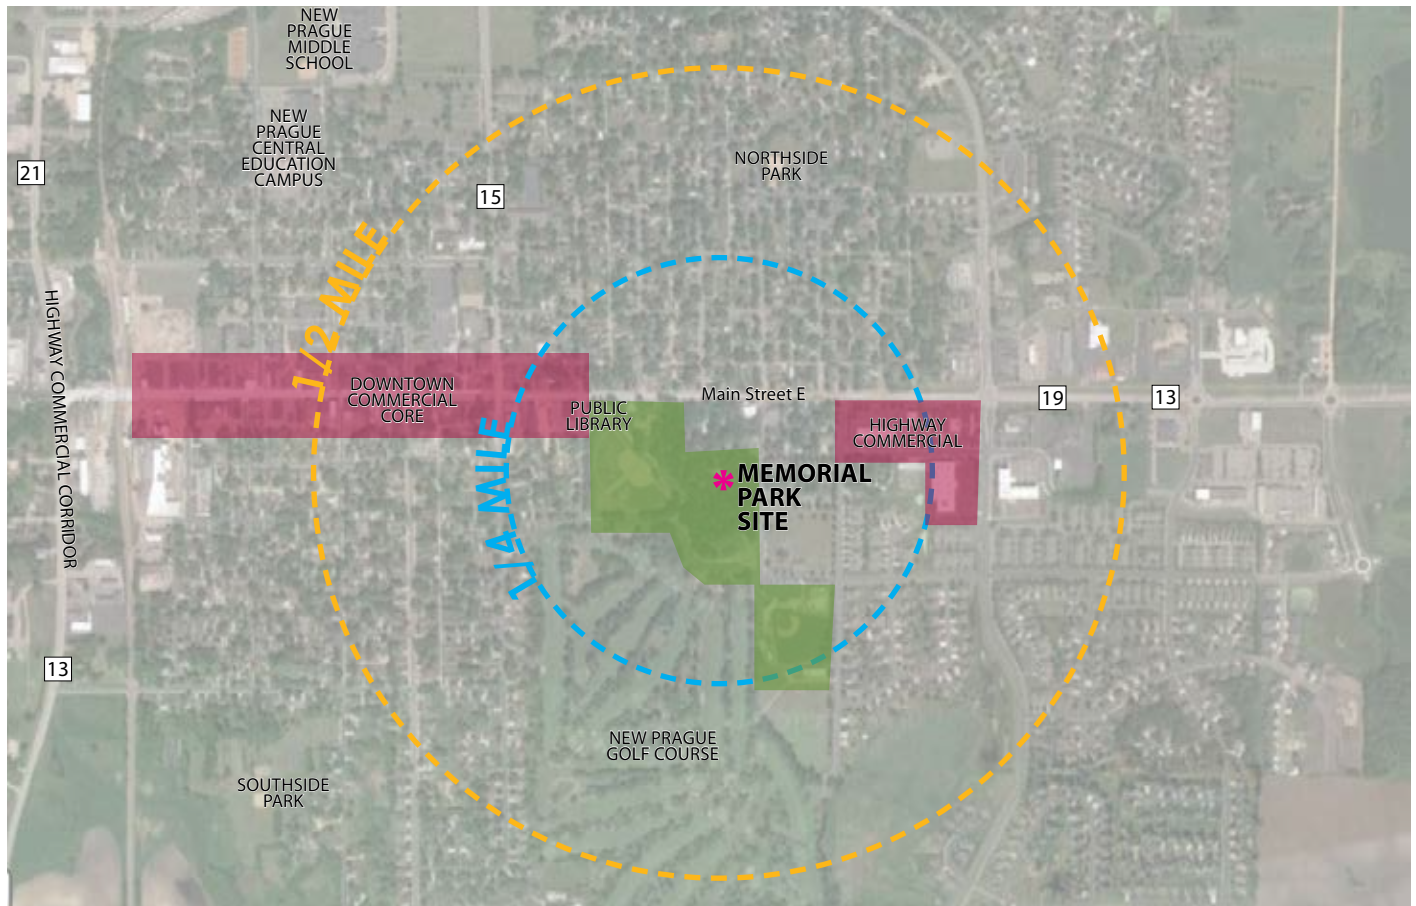 NEW
PRAGUE
MIDDLE
SCHOOL
NEW
PRAGUE
CENTRAL
EDUCATION
CAMPUS
NORTHSIDE
PARK
21
15
1/2 MILE
HIGHWAY COMMERCIAL CORRIDOR
DOWNTOWN
COMMERCIAL
CORE
PUBLIC
LIBRARY
Main Street E
19
13
HIGHWAY
COMMERCIAL
1/4 MILE
* MEMORIAL
PARK
SITE
13
NEW PRAGUE
GOLF COURSE
SOUTHSIDE
PARK